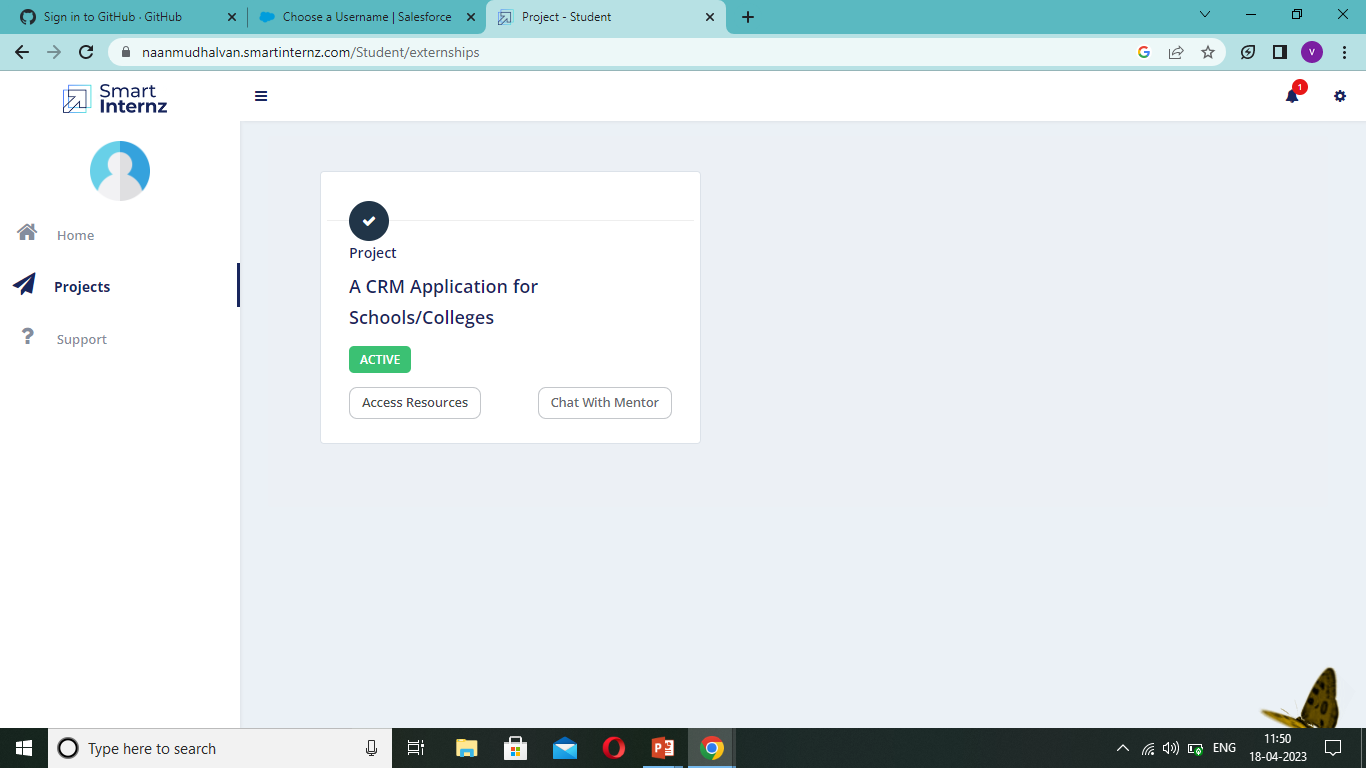 Sign in to GitHub · GitHub
Choose a Username | Salesforce
Project - Student
naanmudhalvan.smartinternz.com/Student/externships
V
Smart
Internz
1
Home
Projects
Support
Project
A CRM Application for
Schools/Colleges
ACTIVE
Access Resources
Chat With Mentor
Type here to search
ENG
11:50
18-04-2023